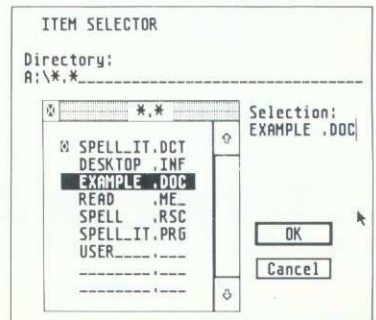 ITEM SELECTOR
Directory:
A:\*.*_
*.*
SPELL_IT.DCT
DESKTOP .INF
EXAMPLE .DOC
READ .ME_
SPELL .RSC
SPELL_IT.PRG
USER____.___
________.___
________.___
Selection:
EXAMPLE .DOC
OK
Cancel